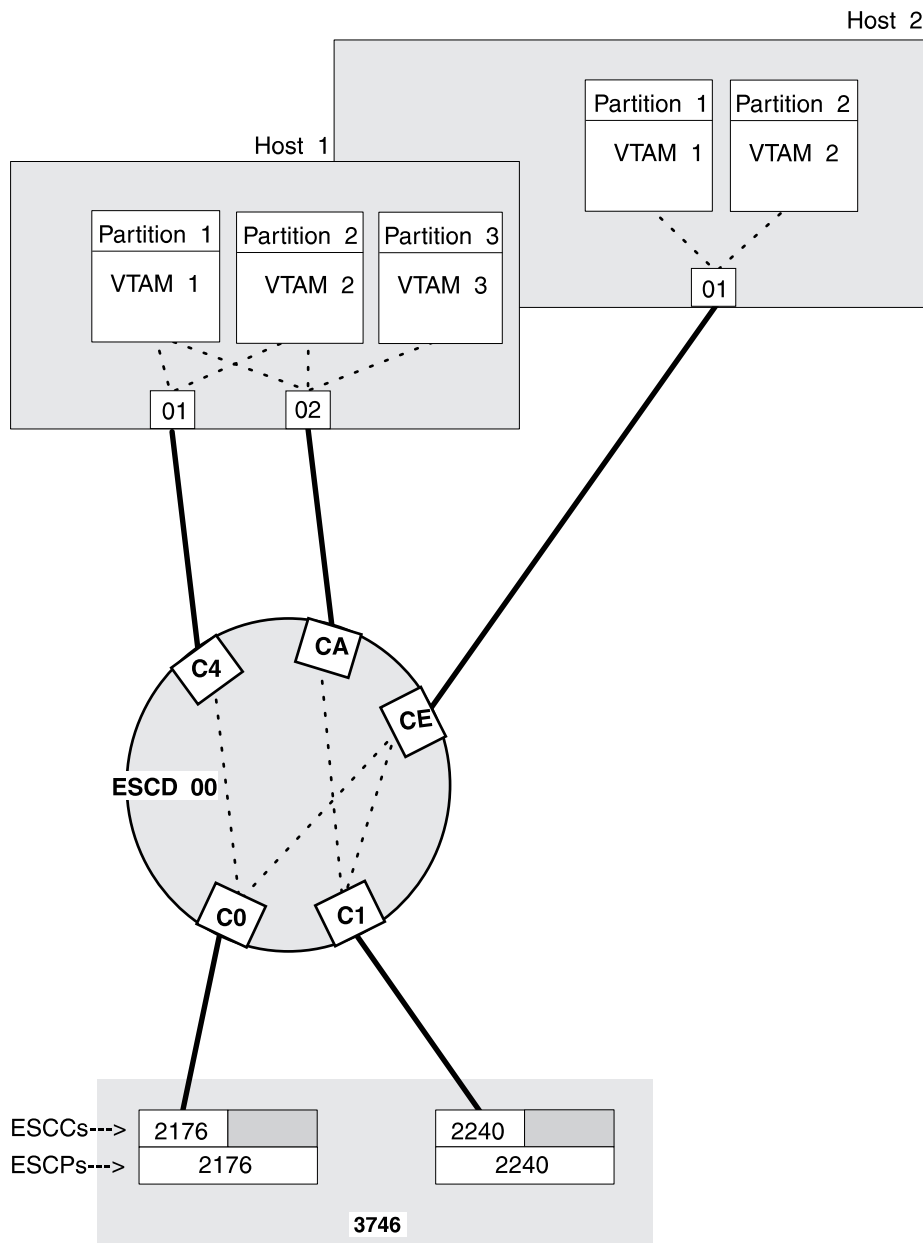 Host 2
Partition 1
Partition 2
VTAM 1
VTAM 2
01
Host 1
Partition 1
Partition 2
Partition 3
VTAM 1
VTAM 2
VTAM 3
01
02
C4
CA
CE
ESCD 00
C0
C1
ESCCs--->
2176
2240
ESCPs--->
2176
2240
3746